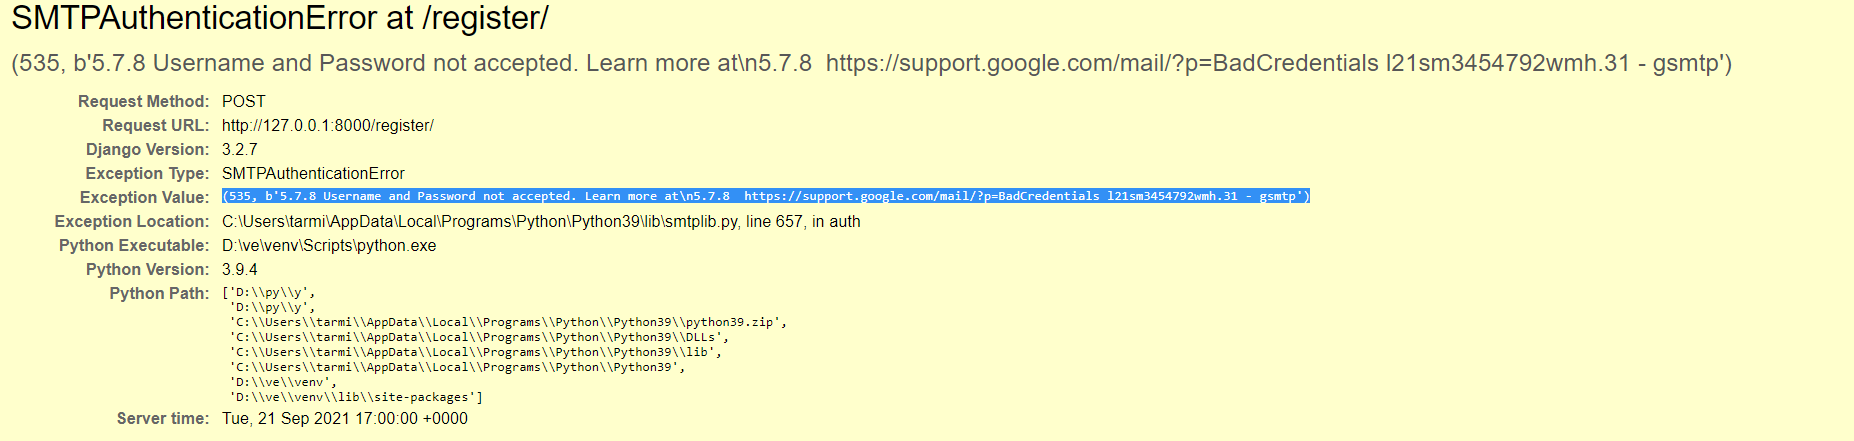 SMTPAuthenticationError at /register/
(535, b'5.7.8 Username and Password not accepted. Learn more at\n5.7.8  https://support.google.com/mail/?p=BadCredentials l21sm3454792wmh.31 - gsmtp')
Request Method: POST
Request URL: http://127.0.0.1:8000/register/
Django Version: 3.2.7
Exception Type: SMTPAuthenticationError
Exception Value: (535, b'5.7.8 Username and Password not accepted. Learn more at\n5.7.8  https://support.google.com/mail/?p=BadCredentials l21sm3454792wmh.31 - gsmtp')
Exception Location: C:\Users\tarmi\AppData\Local\Programs\Python\Python39\lib\smtplib.py, line 657, in auth
Python Executable: D:\ve\venv\Scripts\python.exe
Python Version: 3.9.4
Python Path: ['D:\\py\\y',
'D:\\py\\y',
'C:\\Users\\tarmi\\AppData\\Local\\Programs\\Python\\Python39\\python39.zip',
'C:\\Users\\tarmi\\AppData\\Local\\Programs\\Python\\Python39\\DLLs',
'C:\\Users\\tarmi\\AppData\\Local\\Programs\\Python\\Python39\\lib',
'C:\\Users\\tarmi\\AppData\\Local\\Programs\\Python\\Python39',
'D:\\ve\\venv',
'D:\\ve\\venv\\lib\\site-packages']
Server time: Tue, 21 Sep 2021 17:00:00 +0000